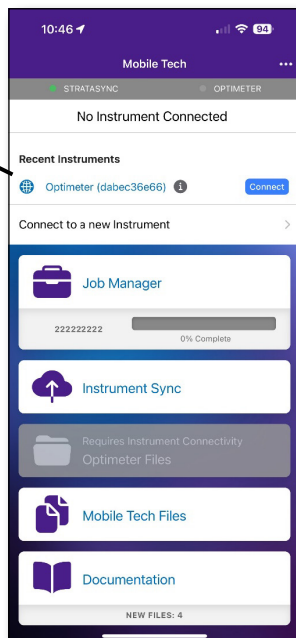 10:46
94
Mobile Tech
STRATASYNC
OPTIMETER
No Instrument Connected
Recent Instruments
Optimeter (dabec36e66)
Connect
Connect to a new Instrument
Job Manager
222222222
0% Complete
Instrument Sync
Requires Instrument Connectivity
Optimeter Files
Mobile Tech Files
Documentation
NEW FILES: 4